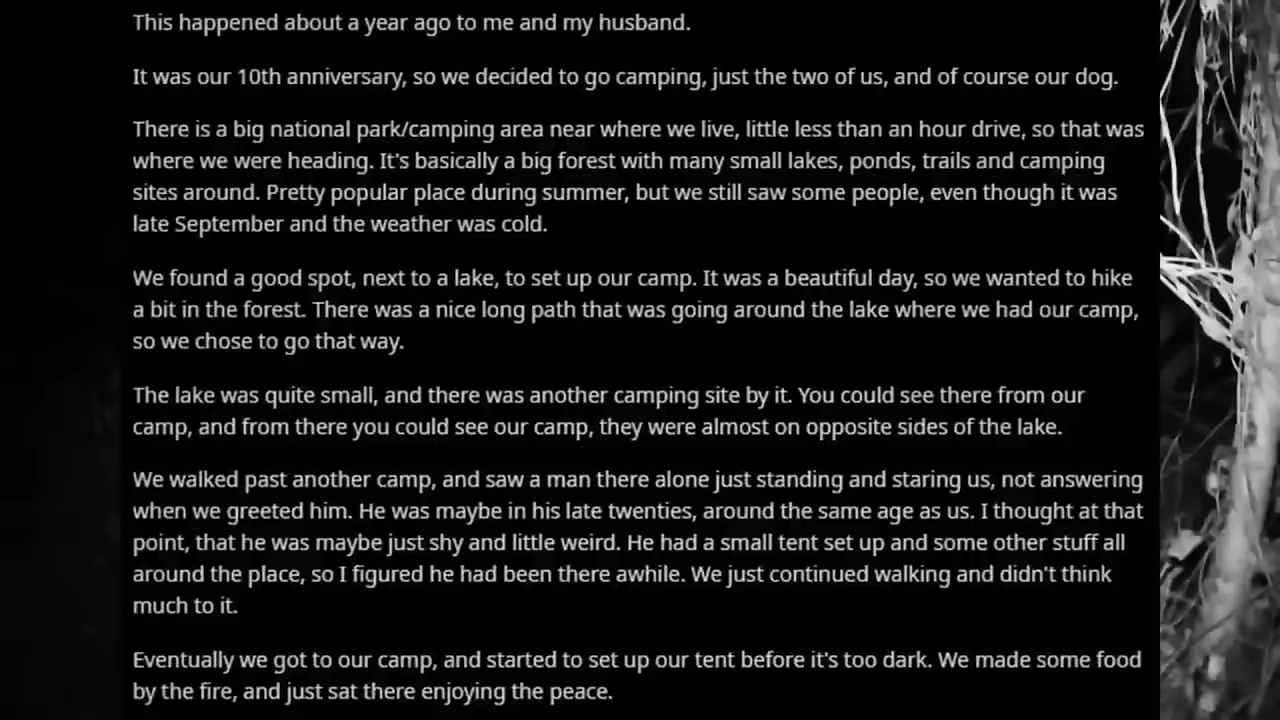 This happened about a year ago to me and my husband.
It was our 10th anniversary, so we decided to go camping, just the two of us, and of course our dog.
There is a big national park/camping area near where we live, little less than an hour drive, so that was
where we were heading. It's basically a big forest with many small lakes, ponds, trails and camping
sites around. Pretty popular place during summer, but we still saw some people, even though it was
late September and the weather was cold.
We found a good spot, next to a lake, to set up our camp. It was a beautiful day, so we wanted to hike
a bit in the forest. There was a nice long path that was going around the lake where we had our camp,
so we chose to go that way.
The lake was quite small, and there was another camping site by it. You could see there from our
camp, and from there you could see our camp, they were almost on opposite sides of the lake.
We walked past another camp, and saw a man there alone just standing and staring us, not answering
when we greeted him. He was maybe in his late twenties, around the same age as us. I thought at that
point, that he was maybe just shy and little weird. He had a small tent set up and some other stuff all
around the place, so I figured he had been there awhile. We just continued walking and didn't think
much to it.
Eventually we got to our camp, and started to set up our tent before it's too dark. We made some food
by the fire, and just sat there enjoying the peace.